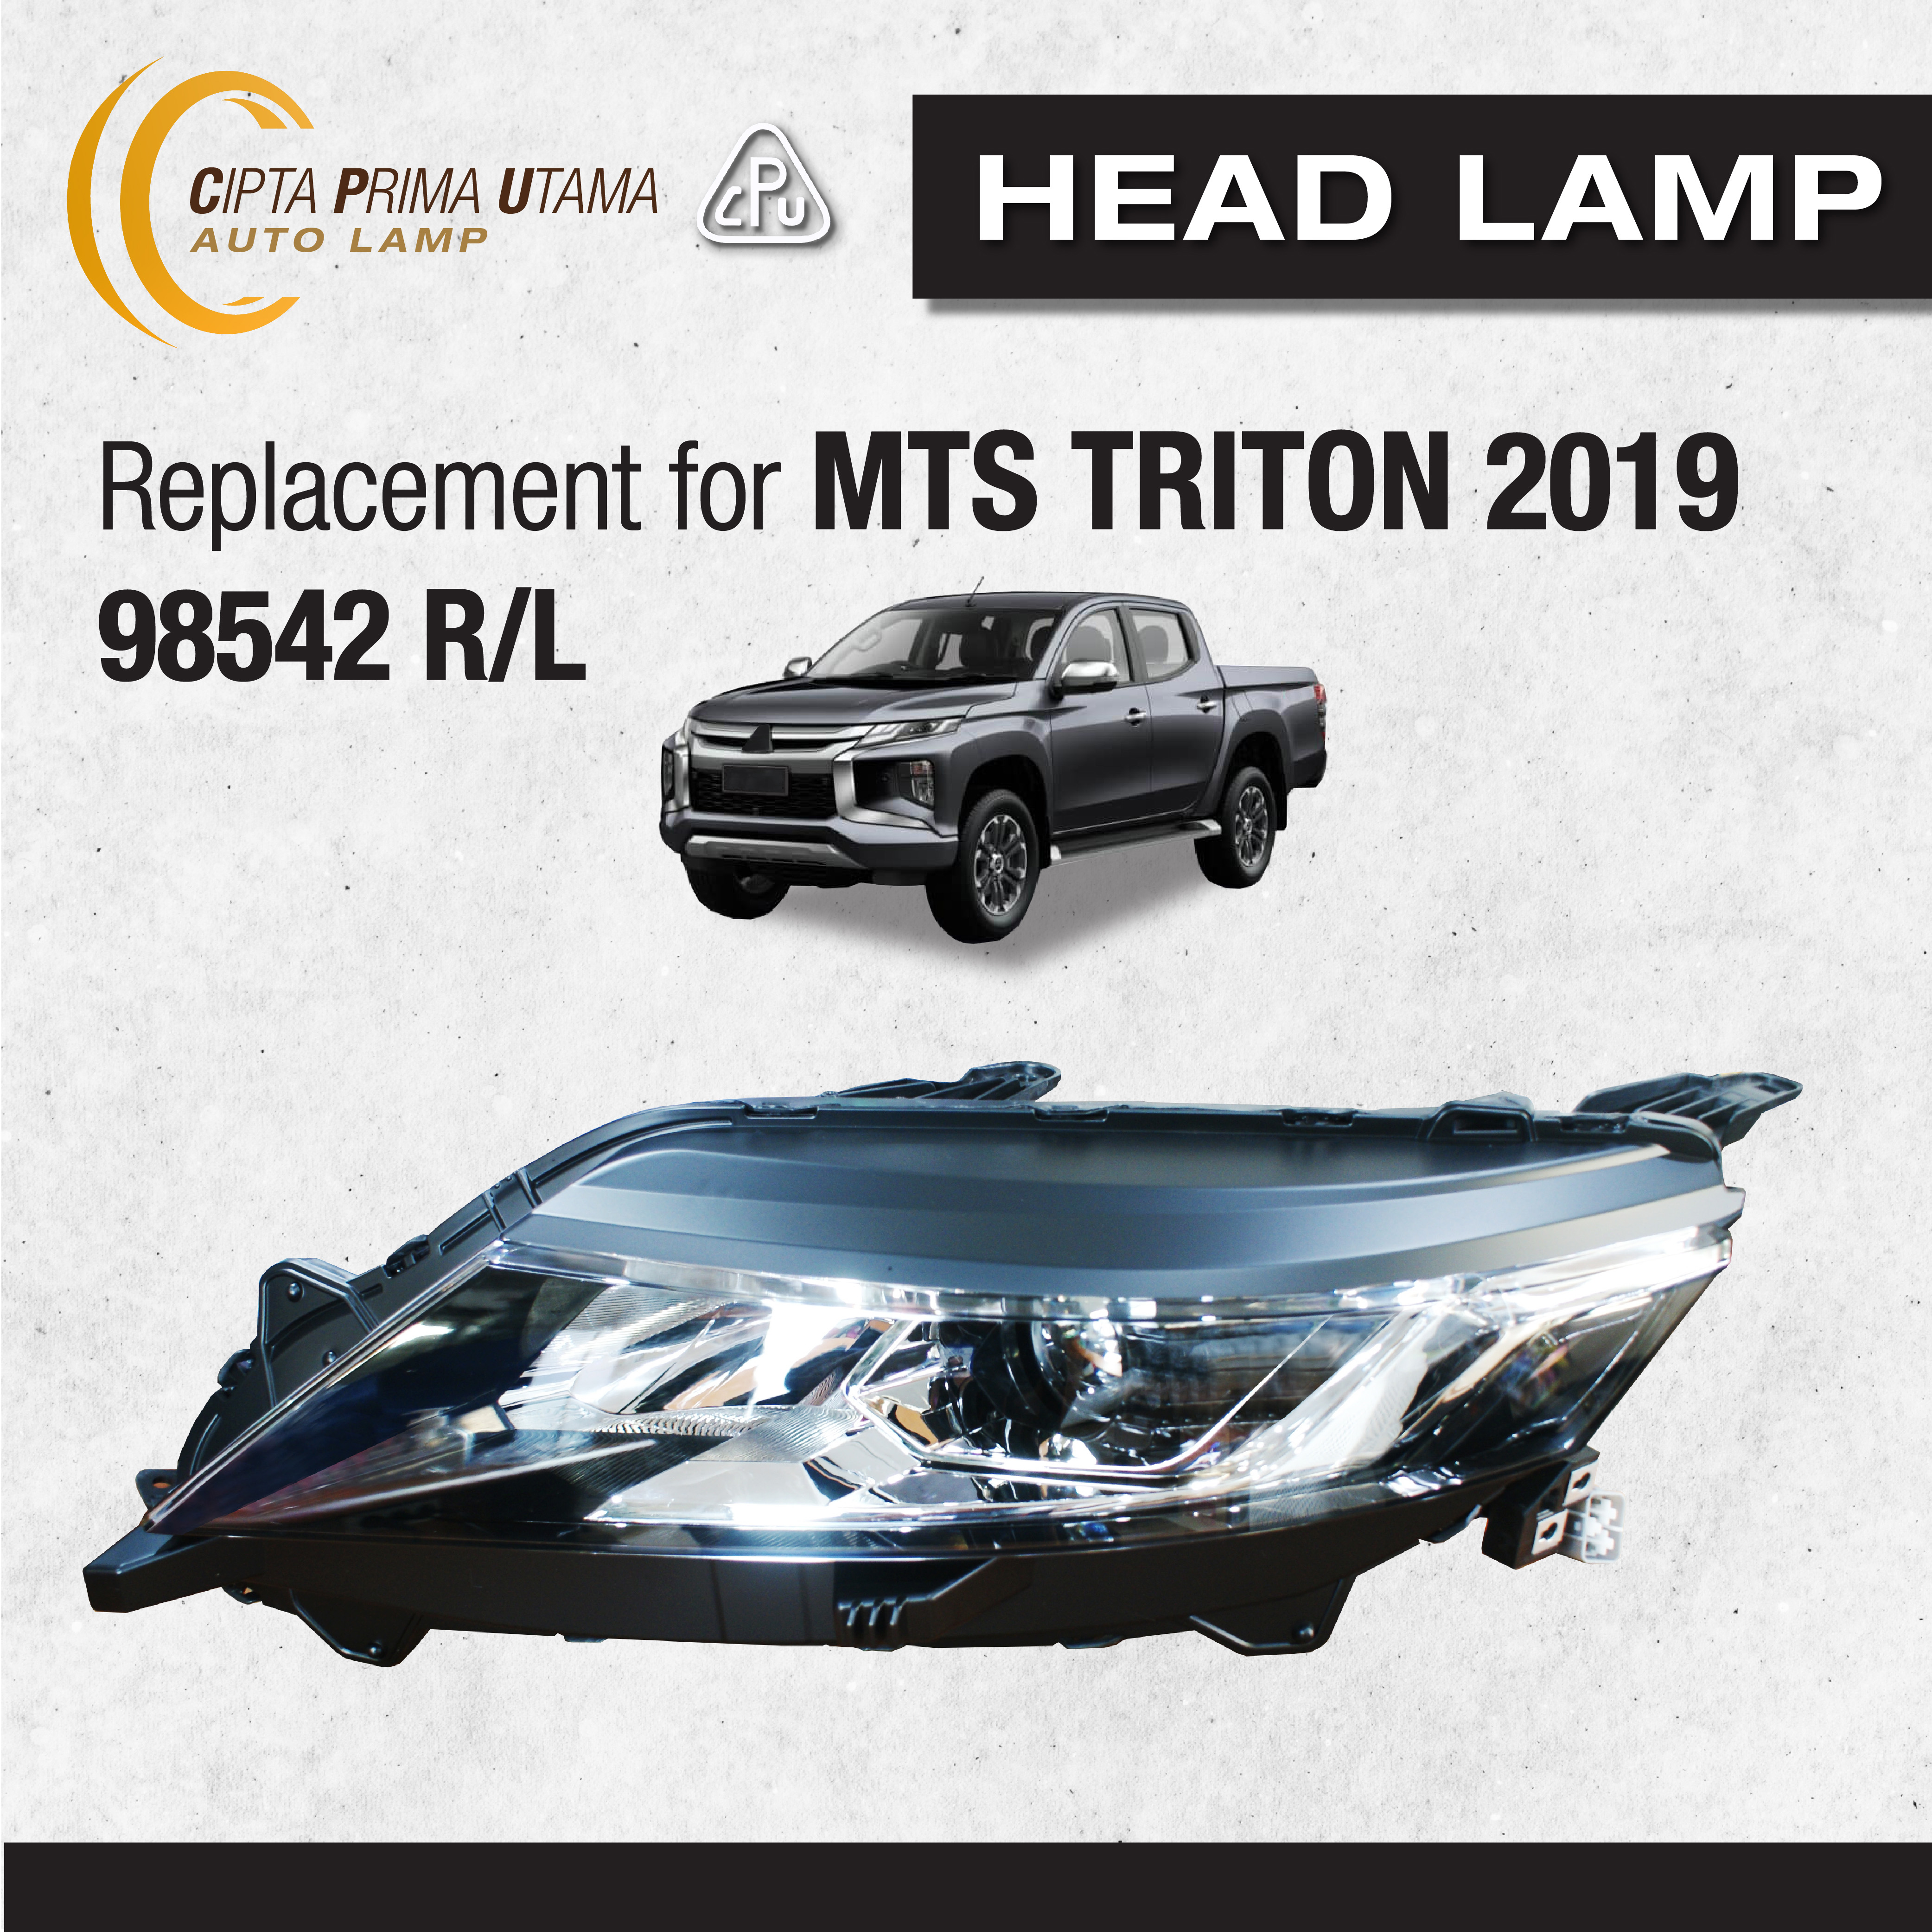 CIPTA PRIMA UTAMA
AUTO LAMP
CPU
HEAD LAMP
Replacement for MTS TRITON 2019
98542 R/L